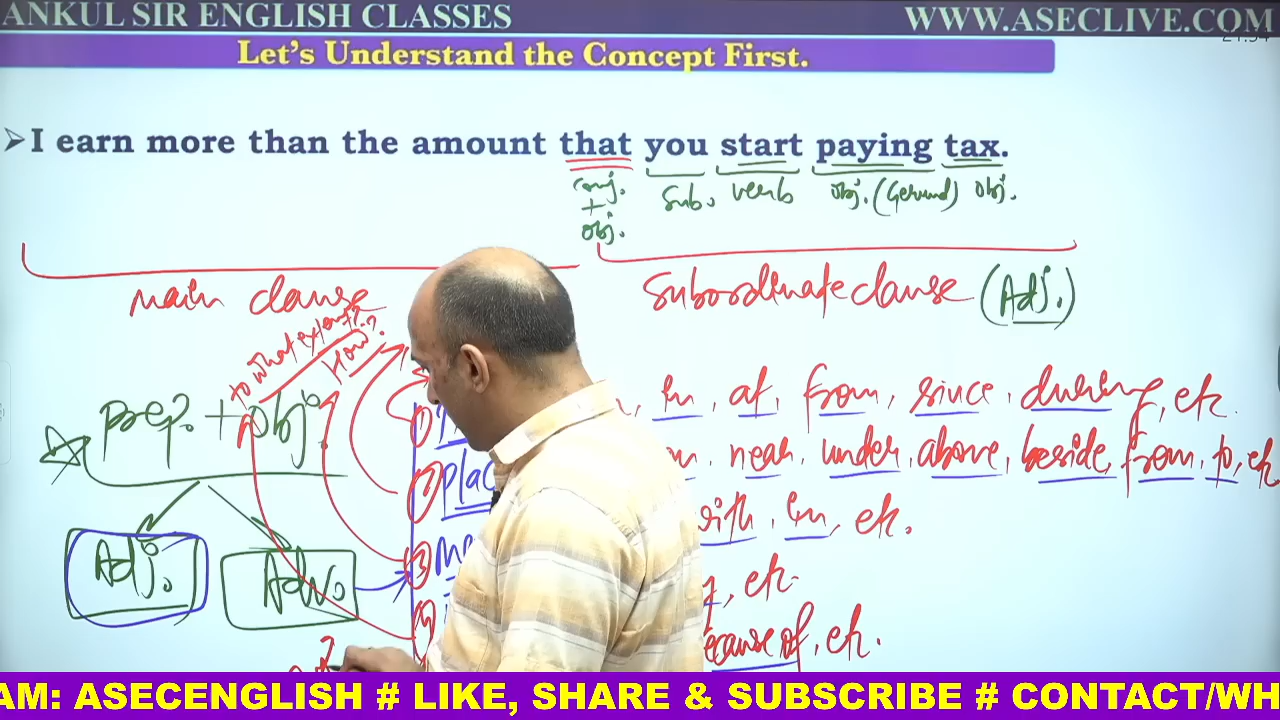 ANKUL SIR ENGLISH CLASSES
WWW.ASECLIVE.COM
Let's Understand the Concept First.
➢I earn more than the amount that you start paying tax.
conj. + obj.
Sub. verb obj. (Gerund) obj.
main clause
Subordinate clause (Adj.)
to what extent?
How?
prep. + obj.
in, at, from, since, during, etc.
near, under, above, beside, from, to, etc.
① 
Place
with, in, etc.
③
Adj.
Adv.
etc.
because of, etc.
AM: ASECENGLISH # LIKE, SHARE & SUBSCRIBE # CONTACT/WH